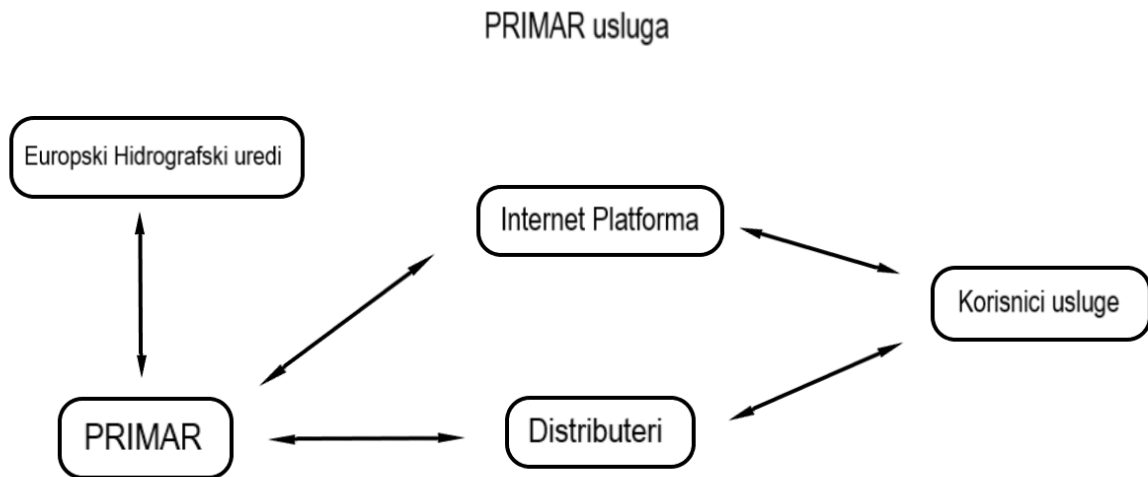 PRIMAR usluga
Europski Hidrografski uredi
Internet Platforma
Korisnici usluge
PRIMAR
Distributeri